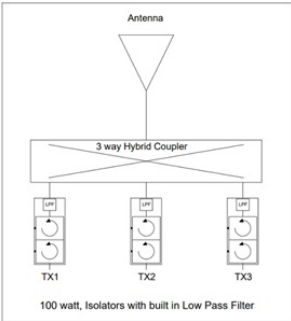 Antenna
3 way Hybrid Coupler
LPF LPF LPF
TX1 TX2 TX3
100 watt, Isolators with built in Low Pass Filter